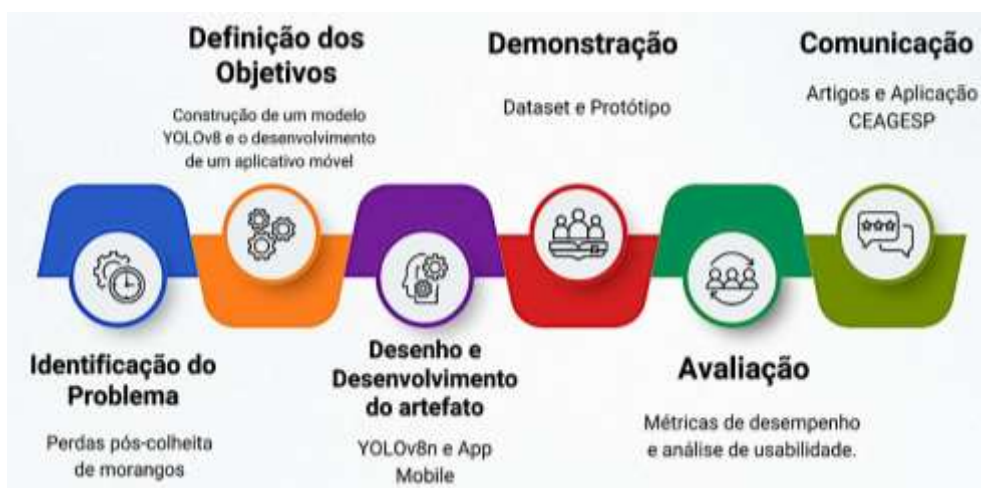 Identificação do
Problema
Perdas pós-colheita
de morangos
Definição dos
Objetivos
Construção de um modelo
YOLOv8 e o desenvolvimento
de um aplicativo móvel
Desenho e
Desenvolvimento
do artefato
YOLOv8n e App
Mobile
Demonstração
Dataset e Protótipo
Avaliação
Métricas de desempenho
e análise de usabilidade.
Comunicação
Artigos e Aplicação
CEAGESP